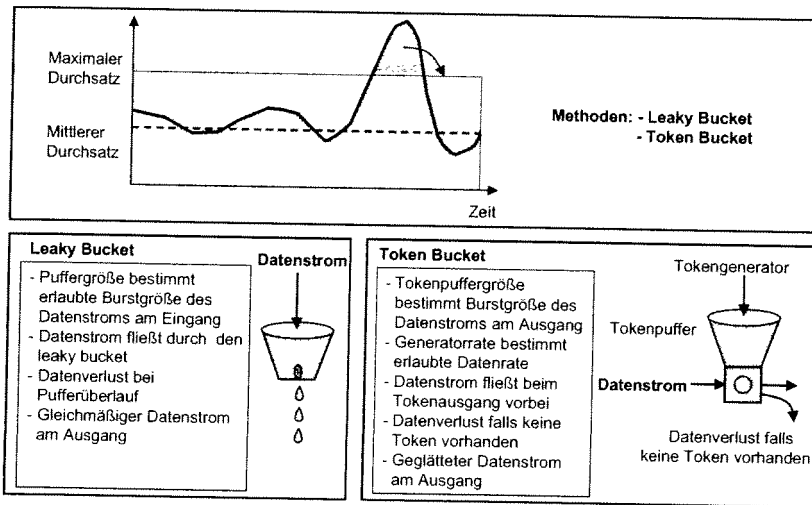 Maximaler
Durchsatz
Mittlerer
Durchsatz
Zeit
Methoden: - Leaky Bucket
- Token Bucket
Leaky Bucket
- Puffergröße bestimmt
erlaubte Burstgröße des
Datenstroms am Eingang
- Datenstrom fließt durch den
leaky bucket
- Datenverlust bei
Pufferüberlauf
- Gleichmäßiger Datenstrom
am Ausgang
Datenstrom
Token Bucket
- Tokenpuffergröße
bestimmt Burstgröße des
Datenstroms am Ausgang
- Generatorrate bestimmt
erlaubte Datenrate
- Datenstrom fließt beim
Tokenausgang vorbei
- Datenverlust falls keine
Token vorhanden
- Geglätteter Datenstrom
am Ausgang
Tokengenerator
Tokenpuffer
Datenstrom
Datenverlust falls
keine Token vorhanden